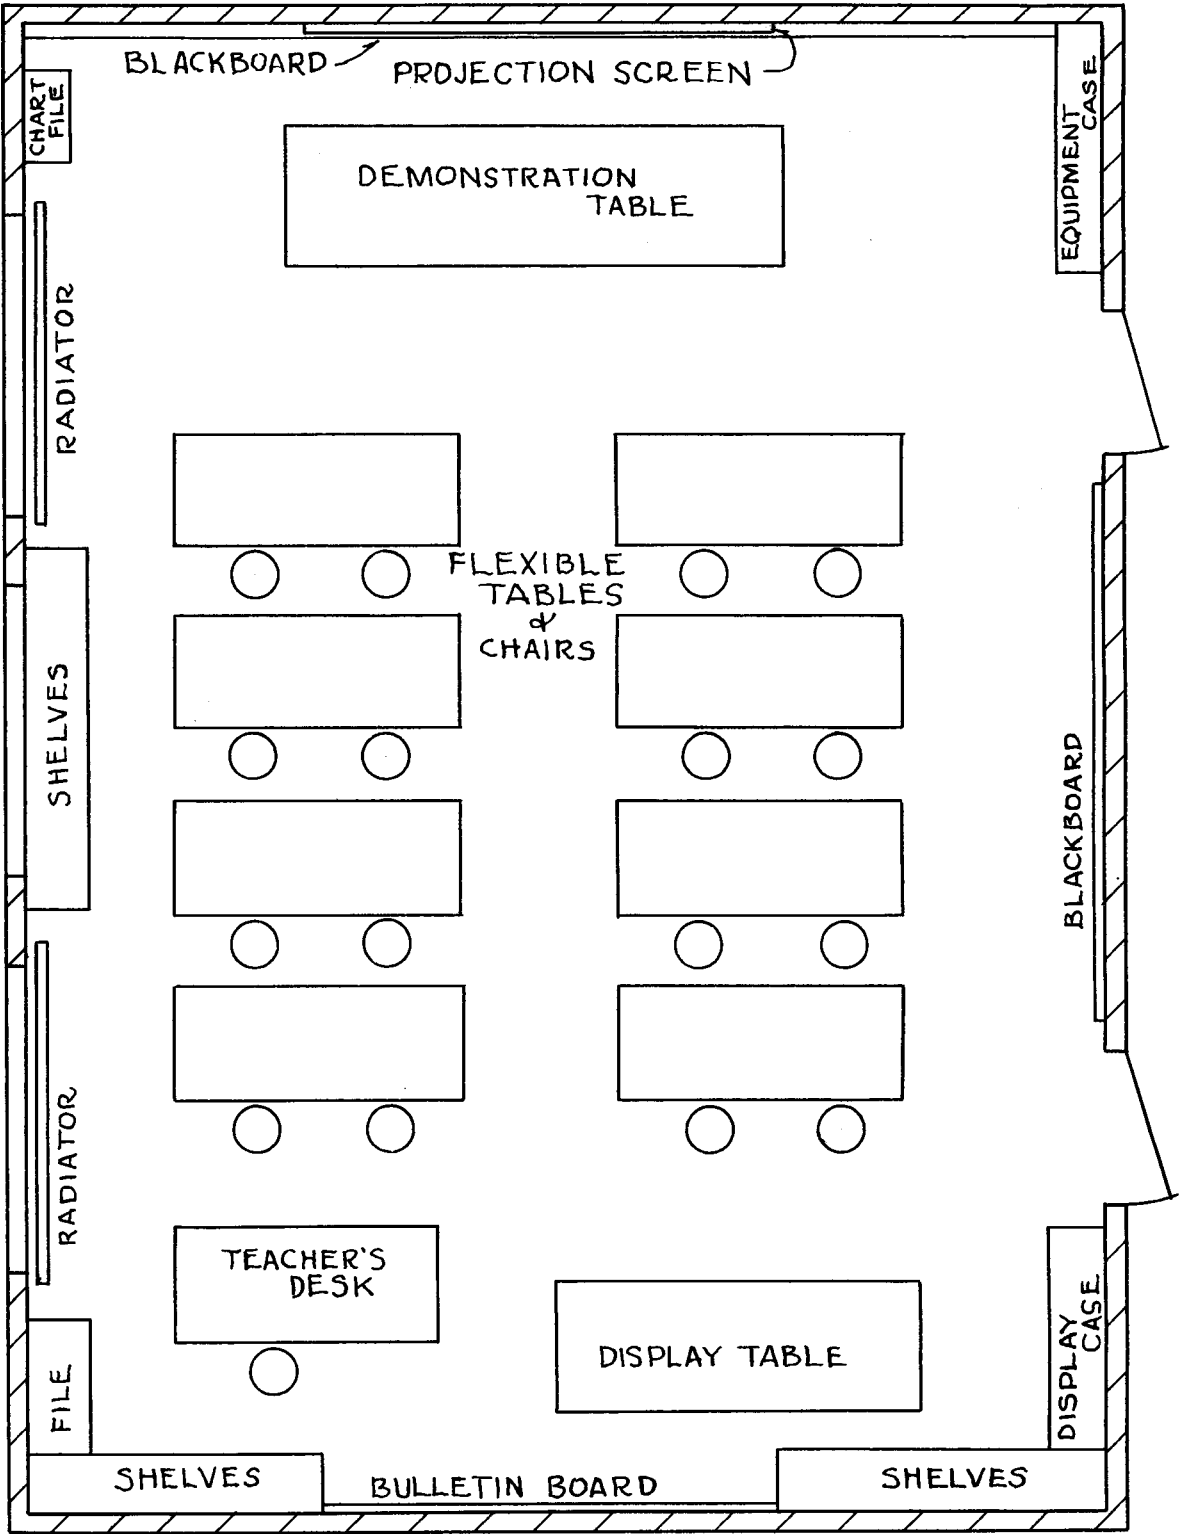 BLACKBOARD
PROJECTION SCREEN
CHART
FILE
EQUIPMENT
CASE
DEMONSTRATION
TABLE
RADIATOR
FLEXIBLE
TABLES
&
CHAIRS
SHELVES
BLACKBOARD
RADIATOR
TEACHER'S
DESK
DISPLAY TABLE
DISPLAY
CASE
FILE
SHELVES
BULLETIN BOARD
SHELVES